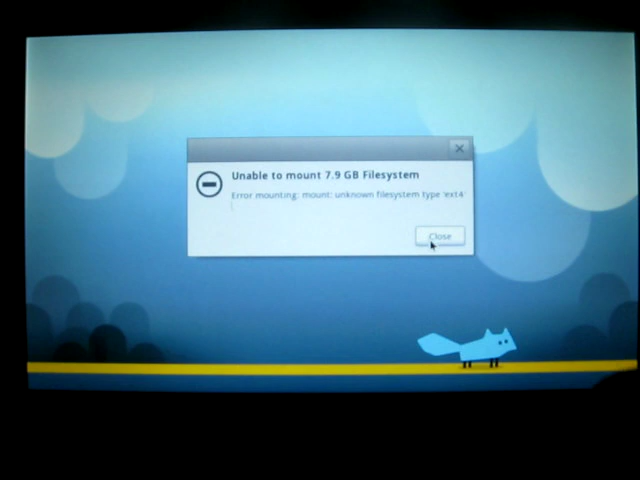 Unable to mount 7.9 GB Filesystem
Error mounting: mount: unknown filesystem type 'ext4'
Close